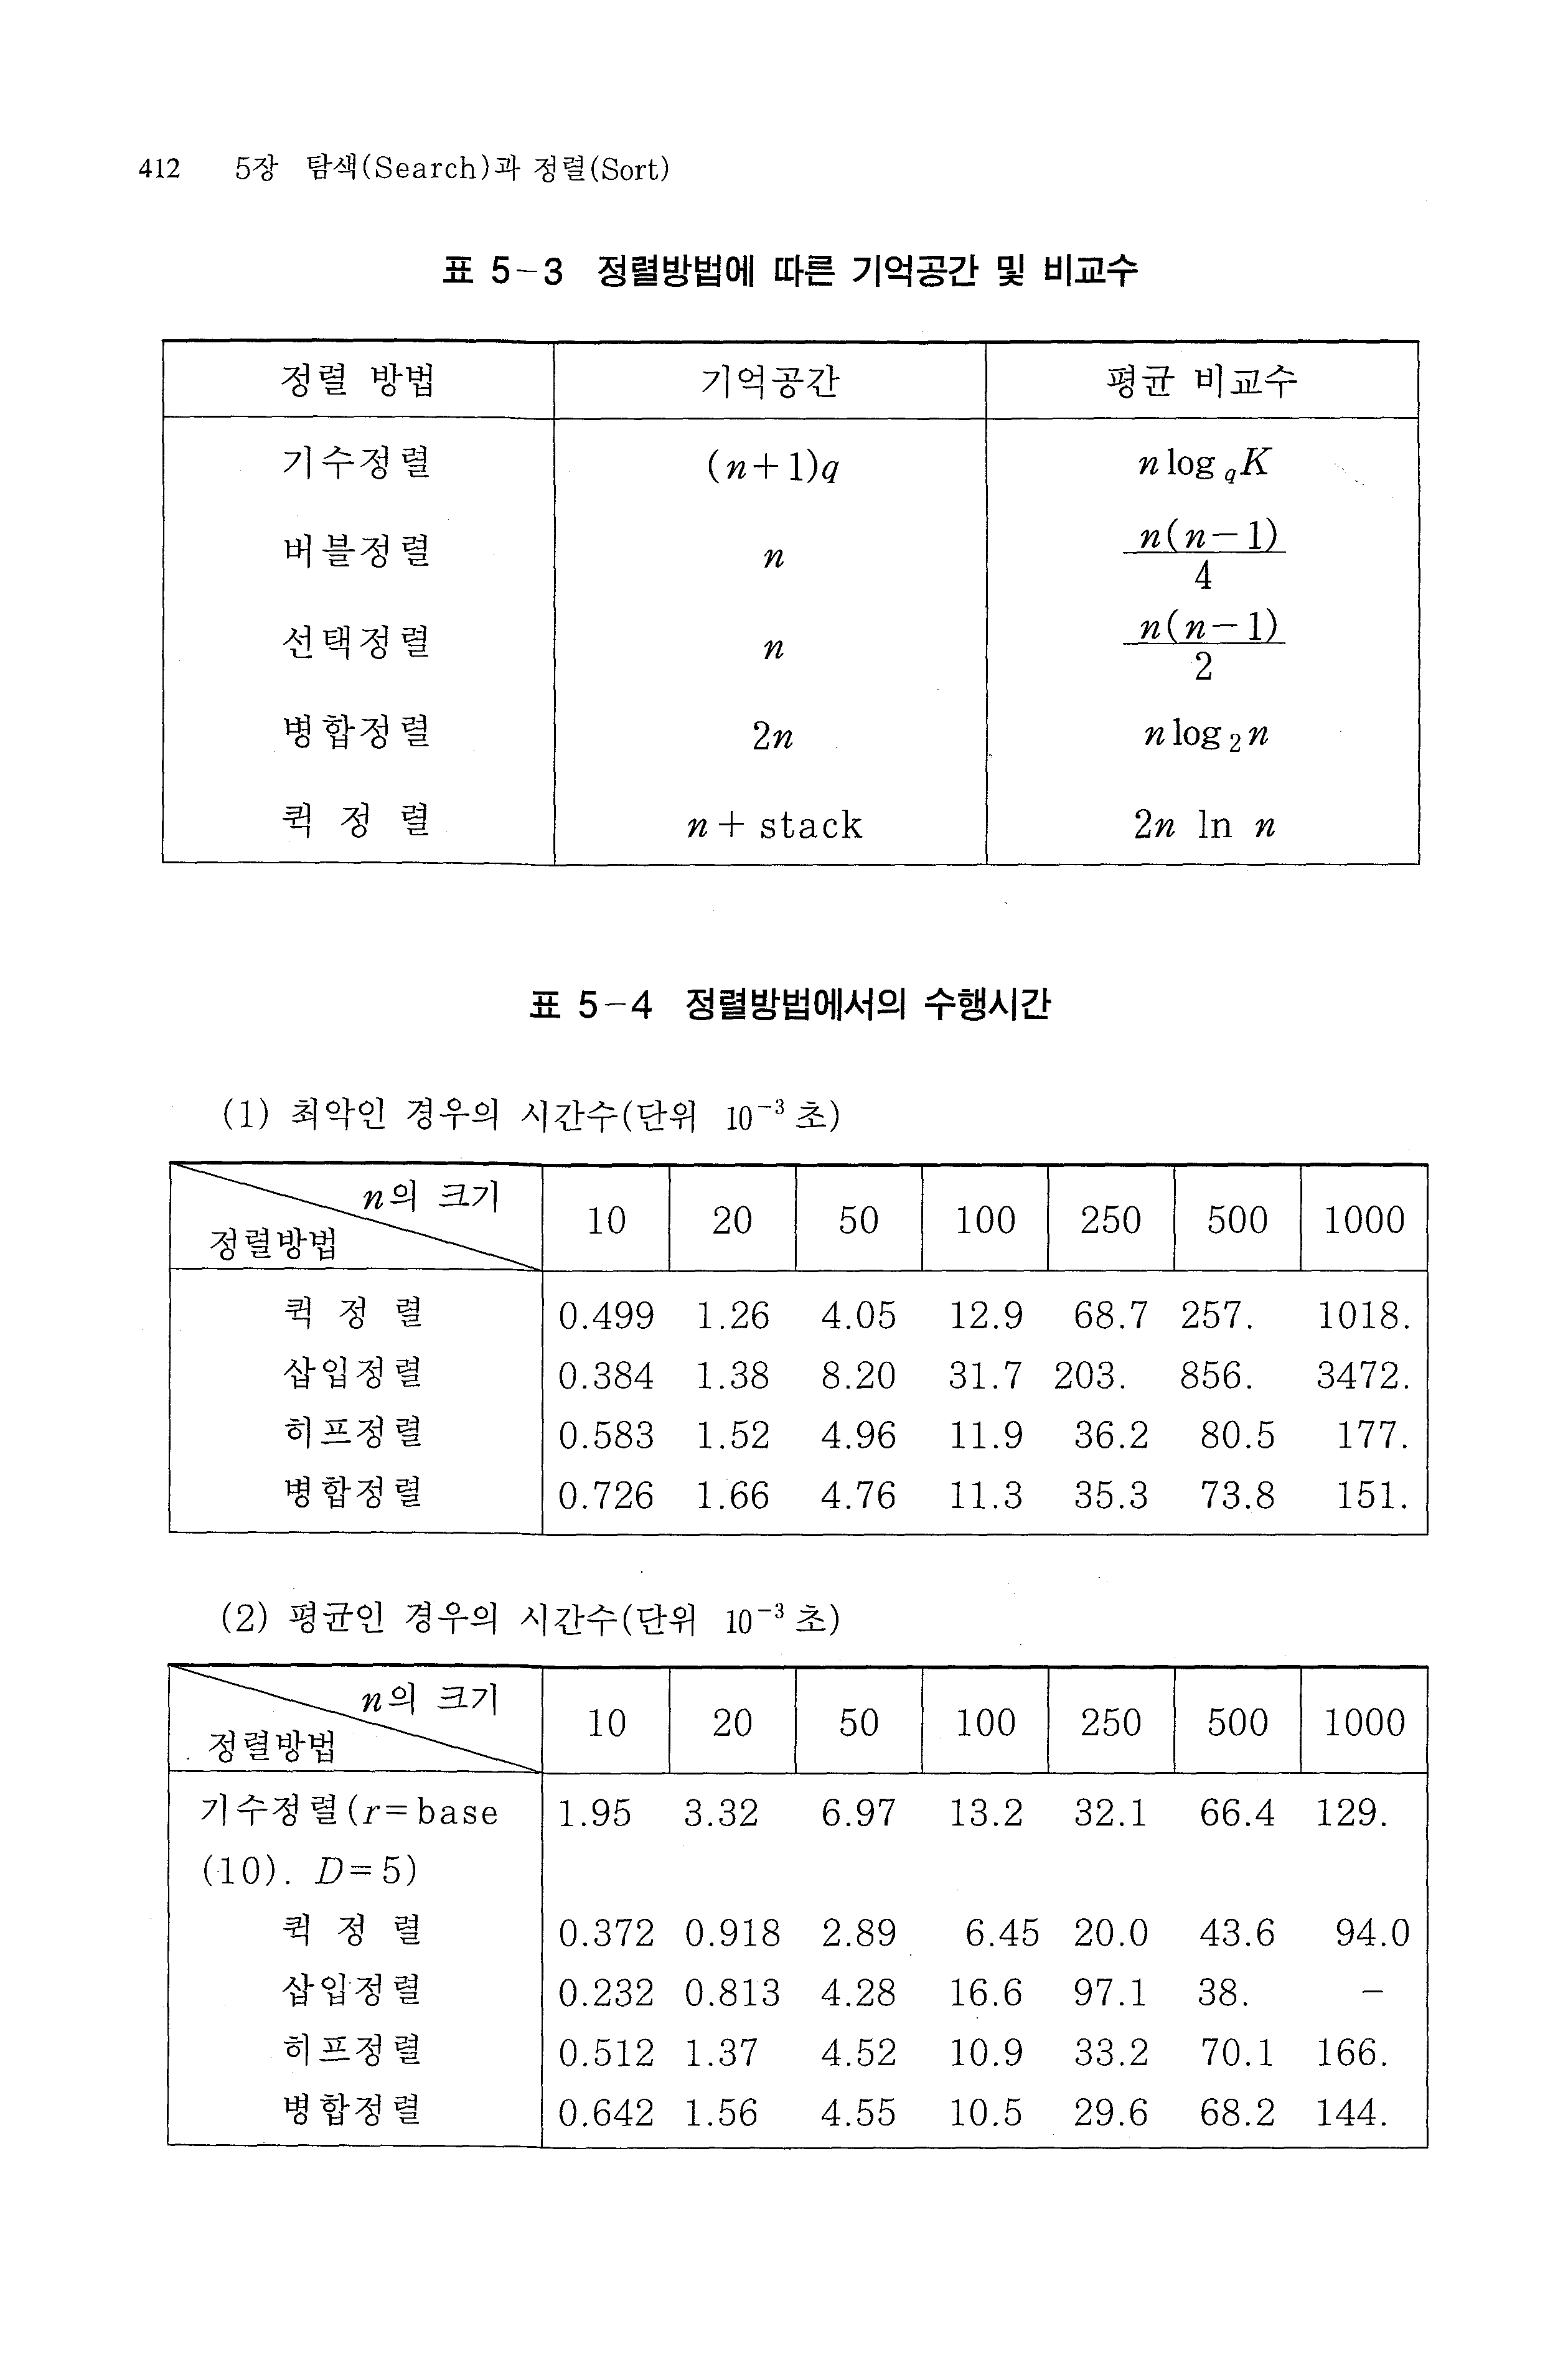 412 5장 탐색(Search)과 정렬(Sort)
표 5-3 정렬방법에 따른 기억공간 및 비교수
정렬 방법 기억공간 평균 비교수
기수정렬 (n+1)q n log_q K
버블정렬 n n(n-1)/4
선택정렬 n n(n-1)/2
병합정렬 2n n log₂ n
퀵 정 렬 n + stack 2n ln n
표 5-4 정렬방법에서의 수행시간
(1) 최악인 경우의 시간수(단위 10⁻³초)
n의 크기
정렬방법 10 20 50 100 250 500 1000
퀵 정 렬 0.499 1.26 4.05 12.9 68.7 257. 1018.
삽입정렬 0.384 1.38 8.20 31.7 203. 856. 3472.
히프정렬 0.583 1.52 4.96 11.9 36.2 80.5 177.
병합정렬 0.726 1.66 4.76 11.3 35.3 73.8 151.
(2) 평균인 경우의 시간수(단위 10⁻³초)
n의 크기
정렬방법 10 20 50 100 250 500 1000
기수정렬(r=base 1.95 3.32 6.97 13.2 32.1 66.4 129.
(10). D=5)
퀵 정 렬 0.372 0.918 2.89 6.45 20.0 43.6 94.0
삽입정렬 0.232 0.813 4.28 16.6 97.1 38. -
히프정렬 0.512 1.37 4.52 10.9 33.2 70.1 166.
병합정렬 0.642 1.56 4.55 10.5 29.6 68.2 144.